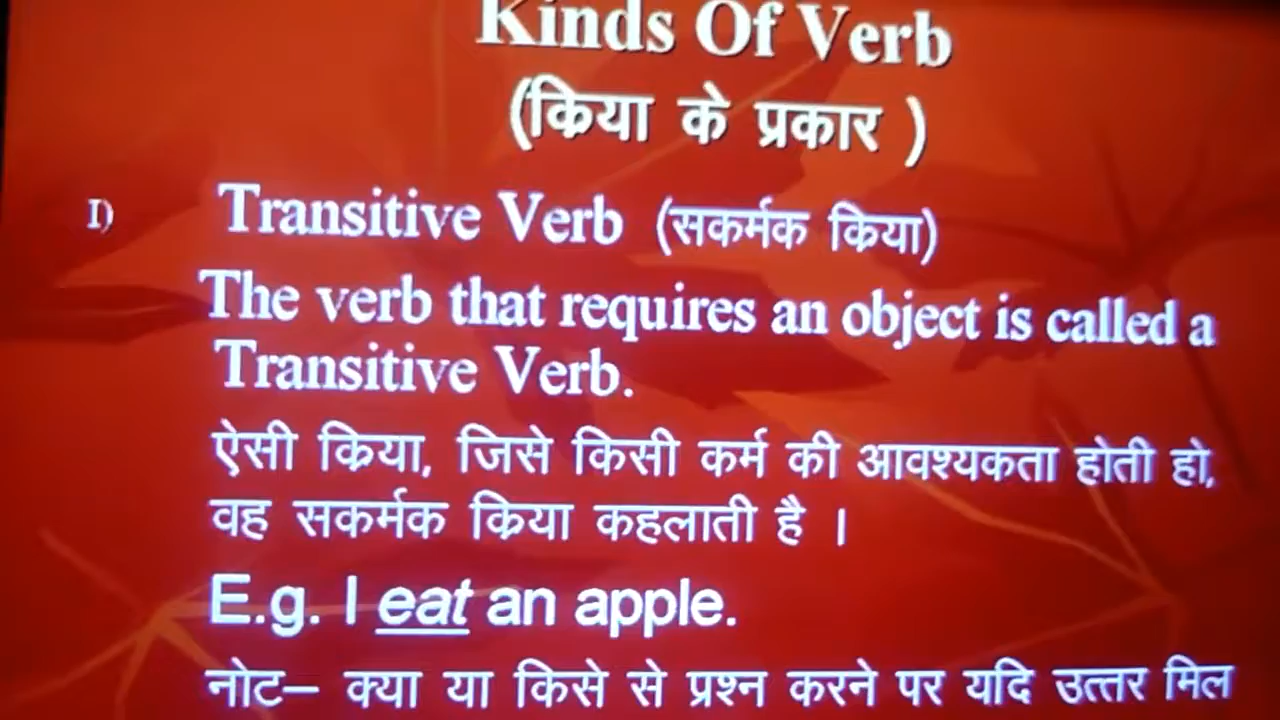 Kinds Of Verb
(क्रिया के प्रकार )
I) Transitive Verb (सकर्मक क्रिया)
The verb that requires an object is called a
Transitive Verb.
ऐसी क्रिया, जिसे किसी कर्म की आवश्यकता होती हो,
वह सकर्मक क्रिया कहलाती है ।
E.g. I eat an apple.
नोट– क्या या किसे से प्रश्न करने पर यदि उत्तर मिल